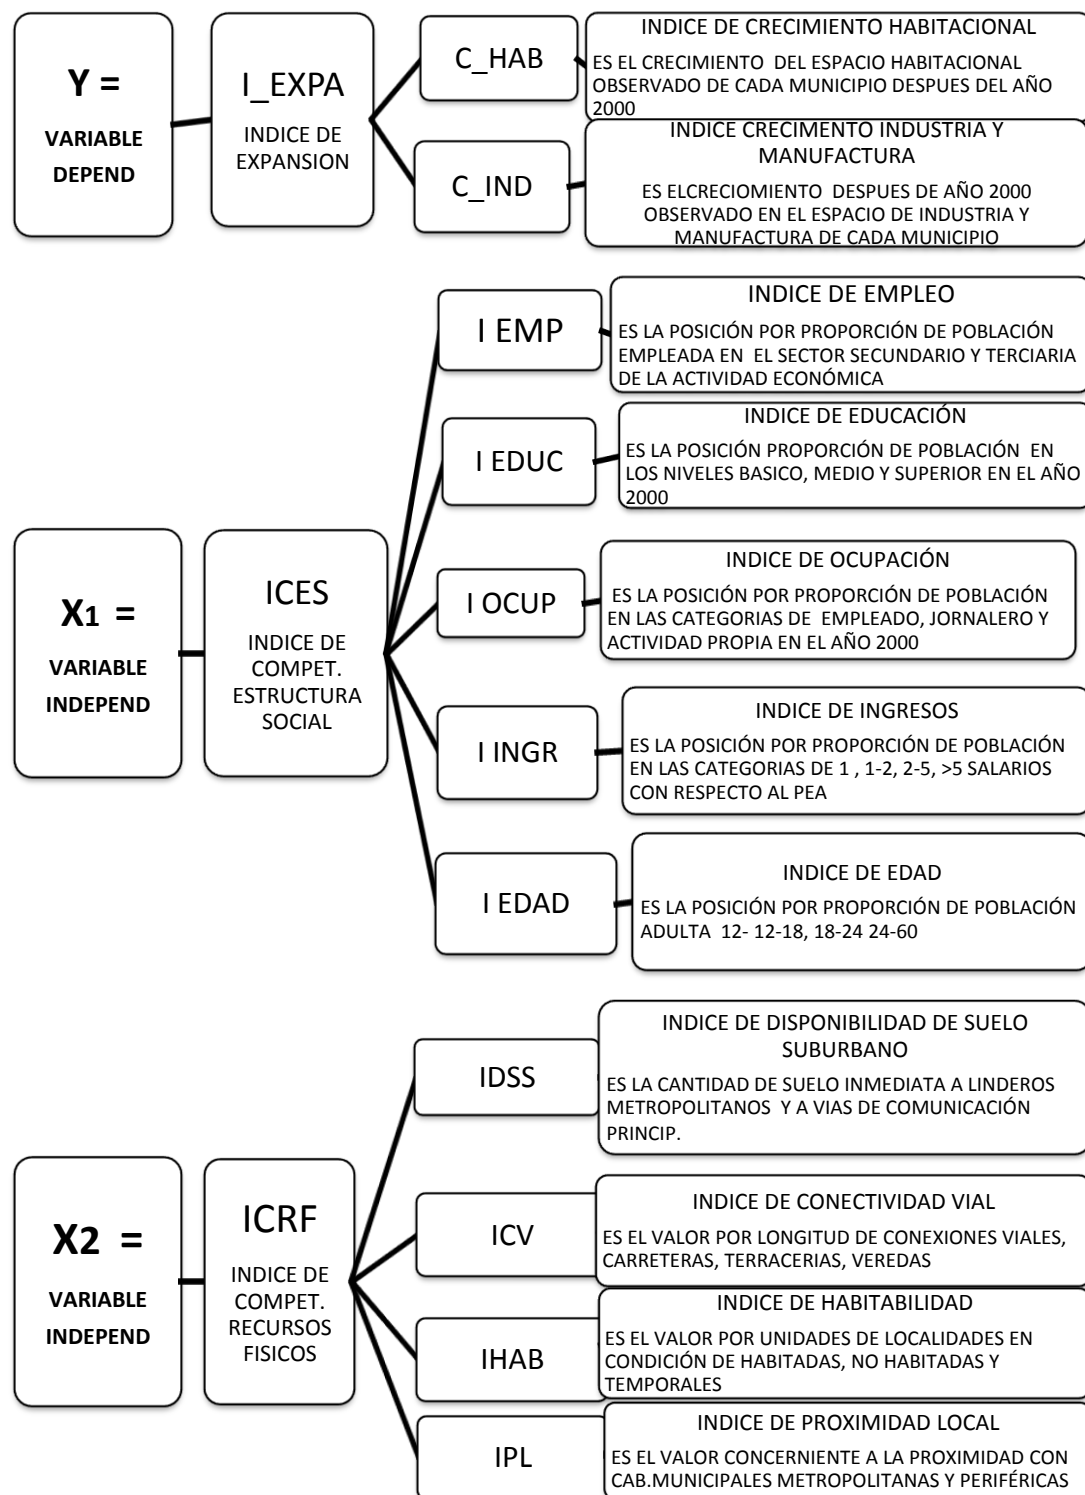 Y =
VARIABLE
DEPEND
I_EXPA
INDICE DE
EXPANSION
C_HAB
INDICE DE CRECIMIENTO HABITACIONAL
ES EL CRECIMIENTO DEL ESPACIO HABITACIONAL
OBSERVADO DE CADA MUNICIPIO DESPUES DEL AÑO
2000
C_IND
INDICE CRECIMENTO INDUSTRIA Y
MANUFACTURA
ES ELCRECIOMIENTO DESPUES DE AÑO 2000
OBSERVADO EN EL ESPACIO DE INDUSTRIA Y
MANUFACTURA DE CADA MUNICIPIO
X1 =
VARIABLE
INDEPEND
ICES
INDICE DE
COMPET.
ESTRUCTURA
SOCIAL
I EMP
INDICE DE EMPLEO
ES LA POSICIÓN POR PROPORCIÓN DE POBLACIÓN
EMPLEADA EN EL SECTOR SECUNDARIO Y TERCIARIA
DE LA ACTIVIDAD ECONÓMICA
I EDUC
INDICE DE EDUCACIÓN
ES LA POSICIÓN PROPORCIÓN DE POBLACIÓN EN
LOS NIVELES BASICO, MEDIO Y SUPERIOR EN EL AÑO
2000
I OCUP
INDICE DE OCUPACIÓN
ES LA POSICIÓN POR PROPORCIÓN DE POBLACIÓN
EN LAS CATEGORIAS DE EMPLEADO, JORNALERO Y
ACTIVIDAD PROPIA EN EL AÑO 2000
I INGR
INDICE DE INGRESOS
ES LA POSICIÓN POR PROPORCIÓN DE POBLACIÓN
EN LAS CATEGORIAS DE 1 , 1-2, 2-5, >5 SALARIOS
CON RESPECTO AL PEA
I EDAD
INDICE DE EDAD
ES LA POSICIÓN POR PROPORCIÓN DE POBLACIÓN
ADULTA 12- 12-18, 18-24 24-60
X2 =
VARIABLE
INDEPEND
ICRF
INDICE DE
COMPET.
RECURSOS
FISICOS
IDSS
INDICE DE DISPONIBILIDAD DE SUELO
SUBURBANO
ES LA CANTIDAD DE SUELO INMEDIATA A LINDEROS
METROPOLITANOS Y A VIAS DE COMUNICACIÓN
PRINCIP.
ICV
INDICE DE CONECTIVIDAD VIAL
ES EL VALOR POR LONGITUD DE CONEXIONES VIALES,
CARRETERAS, TERRACERIAS, VEREDAS
IHAB
INDICE DE HABITABILIDAD
ES EL VALOR POR UNIDADES DE LOCALIDADES EN
CONDICIÓN DE HABITADAS, NO HABITADAS Y
TEMPORALES
IPL
INDICE DE PROXIMIDAD LOCAL
ES EL VALOR CONCERNIENTE A LA PROXIMIDAD CON
CAB.MUNICIPALES METROPOLITANAS Y PERIFÉRICAS